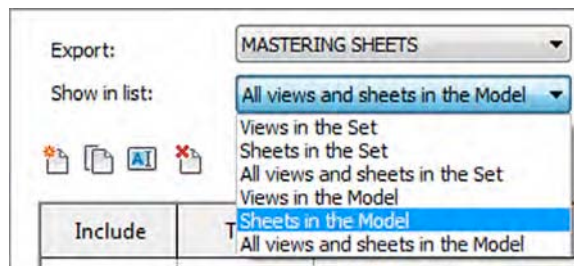 Export: MASTERING SHEETS
Show in list: All views and sheets in the Model
Views in the Set
Sheets in the Set
All views and sheets in the Set
Views in the Model
Sheets in the Model
All views and sheets in the Model
AI
Include T